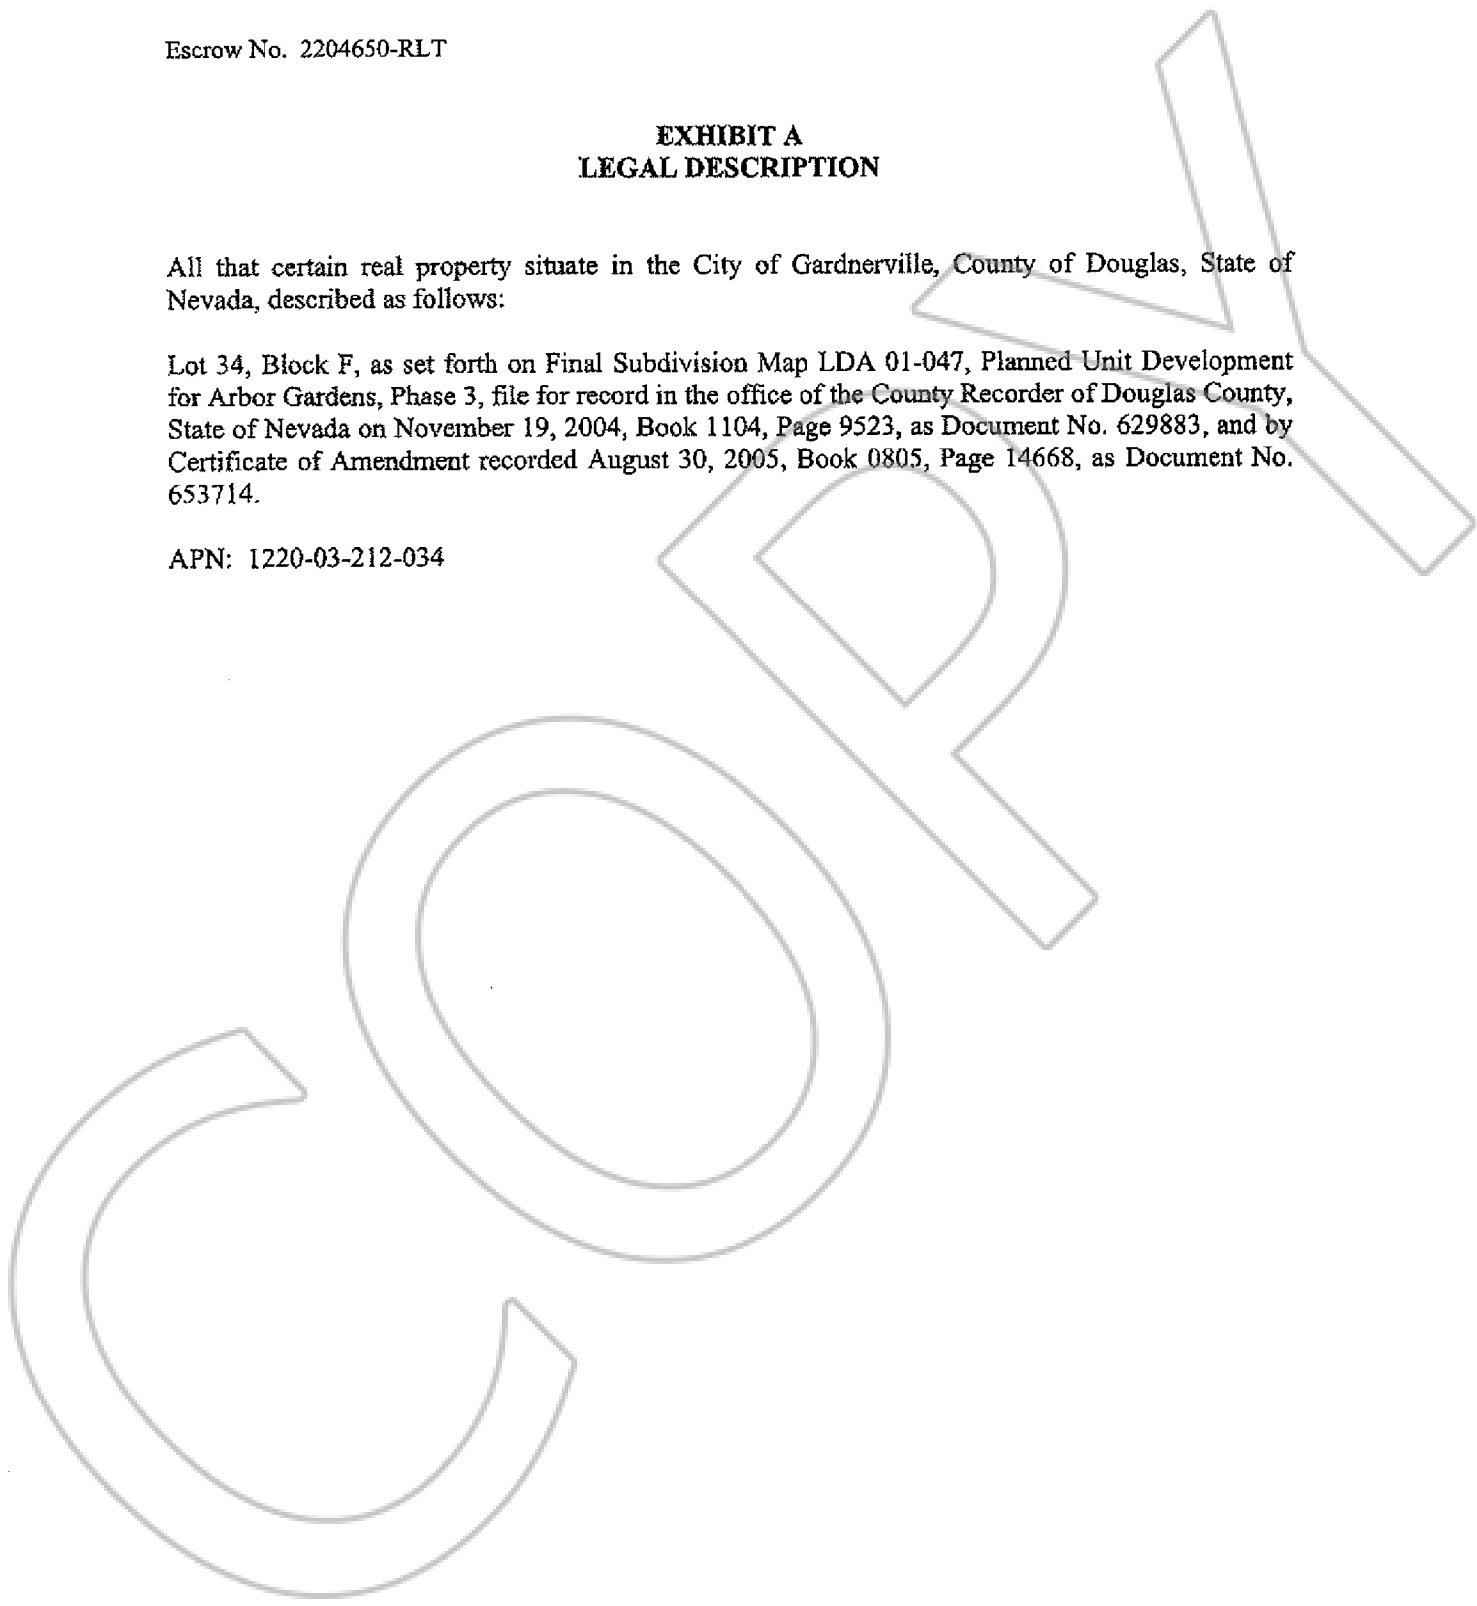 Escrow No. 2204650-RLT
EXHIBIT A
LEGAL DESCRIPTION
All that certain real property situate in the City of Gardnerville, County of Douglas, State of
Nevada, described as follows:
Lot 34, Block F, as set forth on Final Subdivision Map LDA 01-047, Planned Unit Development
for Arbor Gardens, Phase 3, file for record in the office of the County Recorder of Douglas County,
State of Nevada on November 19, 2004, Book 1104, Page 9523, as Document No. 629883, and by
Certificate of Amendment recorded August 30, 2005, Book 0805, Page 14668, as Document No.
653714.
APN: 1220-03-212-034
COPY